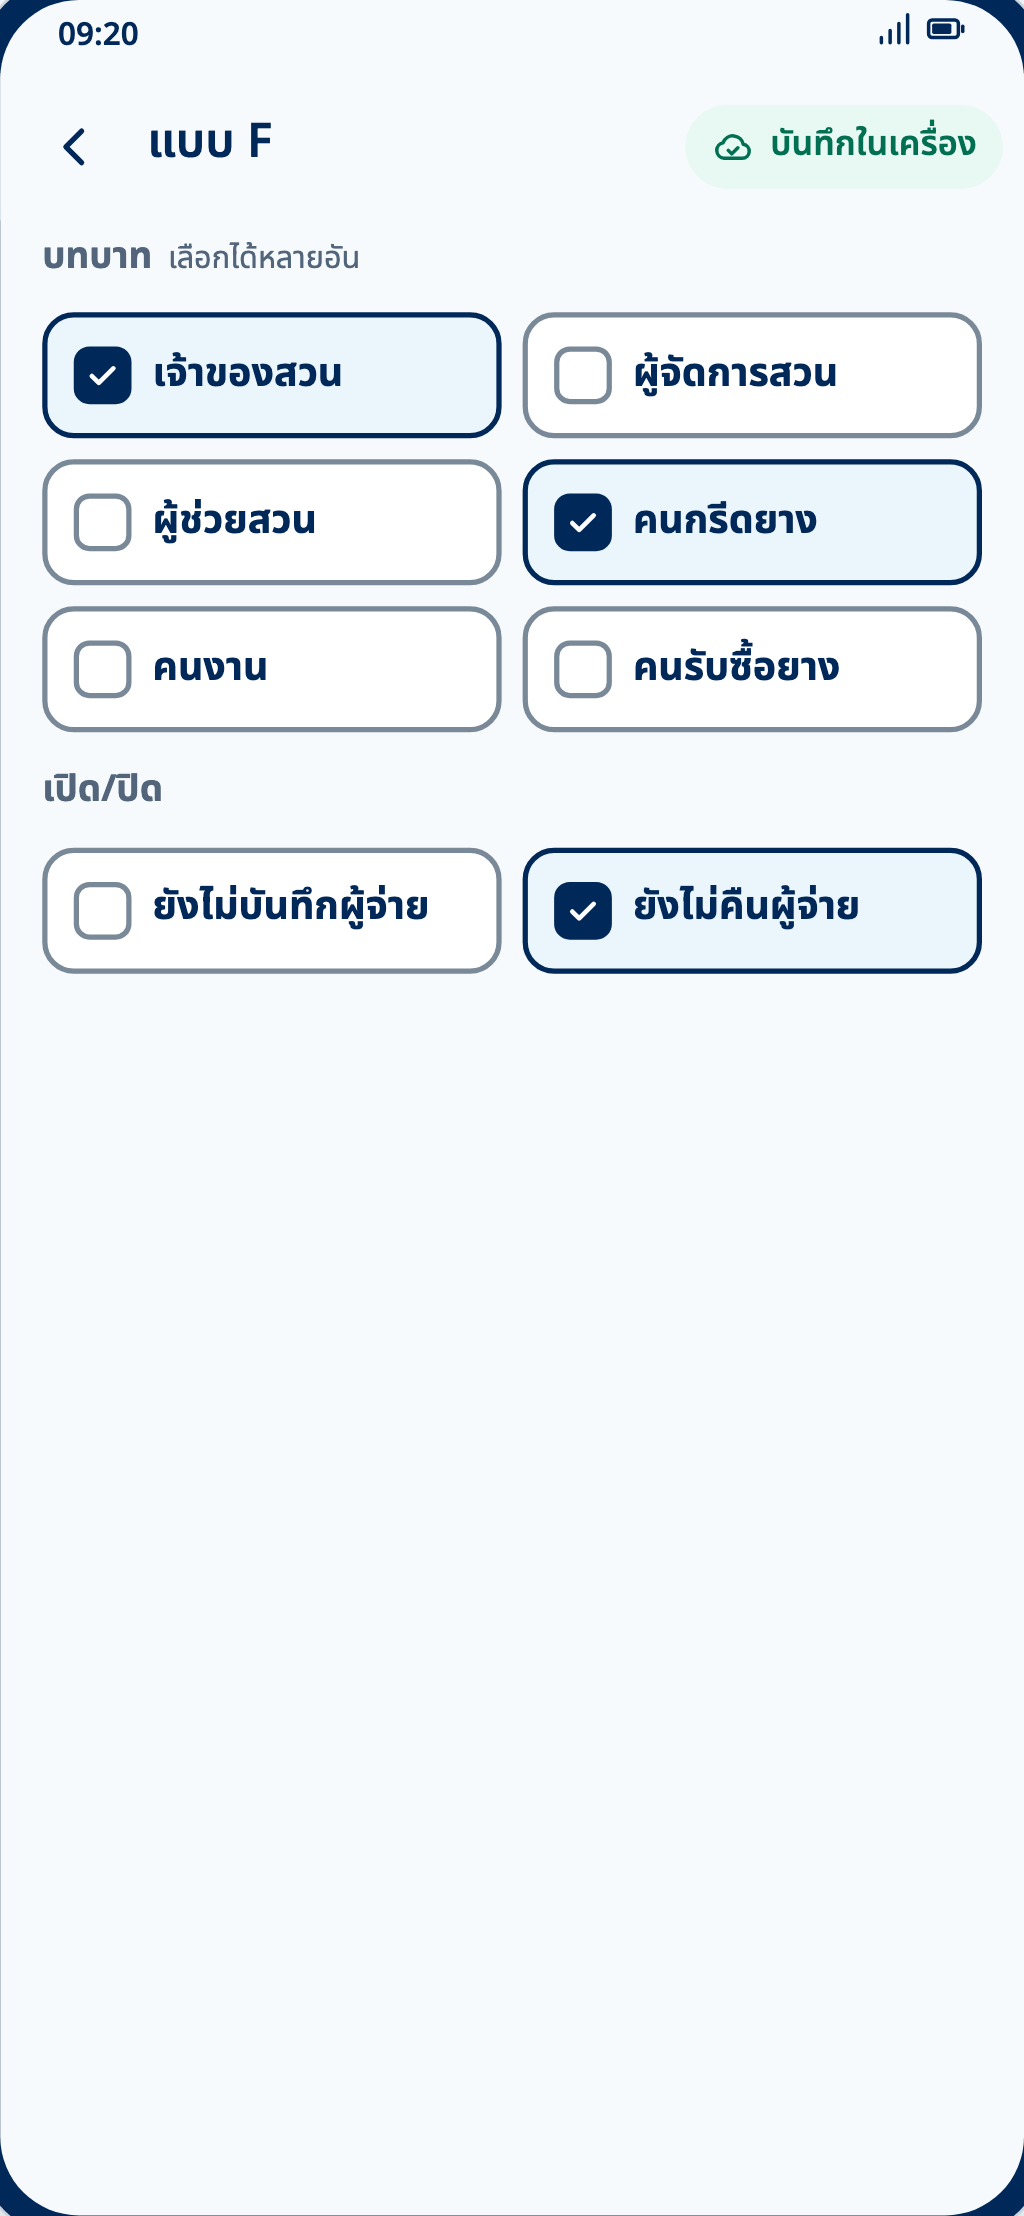 09:20
แบบ F
บันทึกในเครื่อง
บทบาท เลือกได้หลายอัน
เจ้าของสวน
ผู้จัดการสวน
ผู้ช่วยสวน
คนกรีดยาง
คนงาน
คนรับซื้อยาง
เปิด/ปิด
ยังไม่บันทึกผู้จ่าย
ยังไม่คืนผู้จ่าย